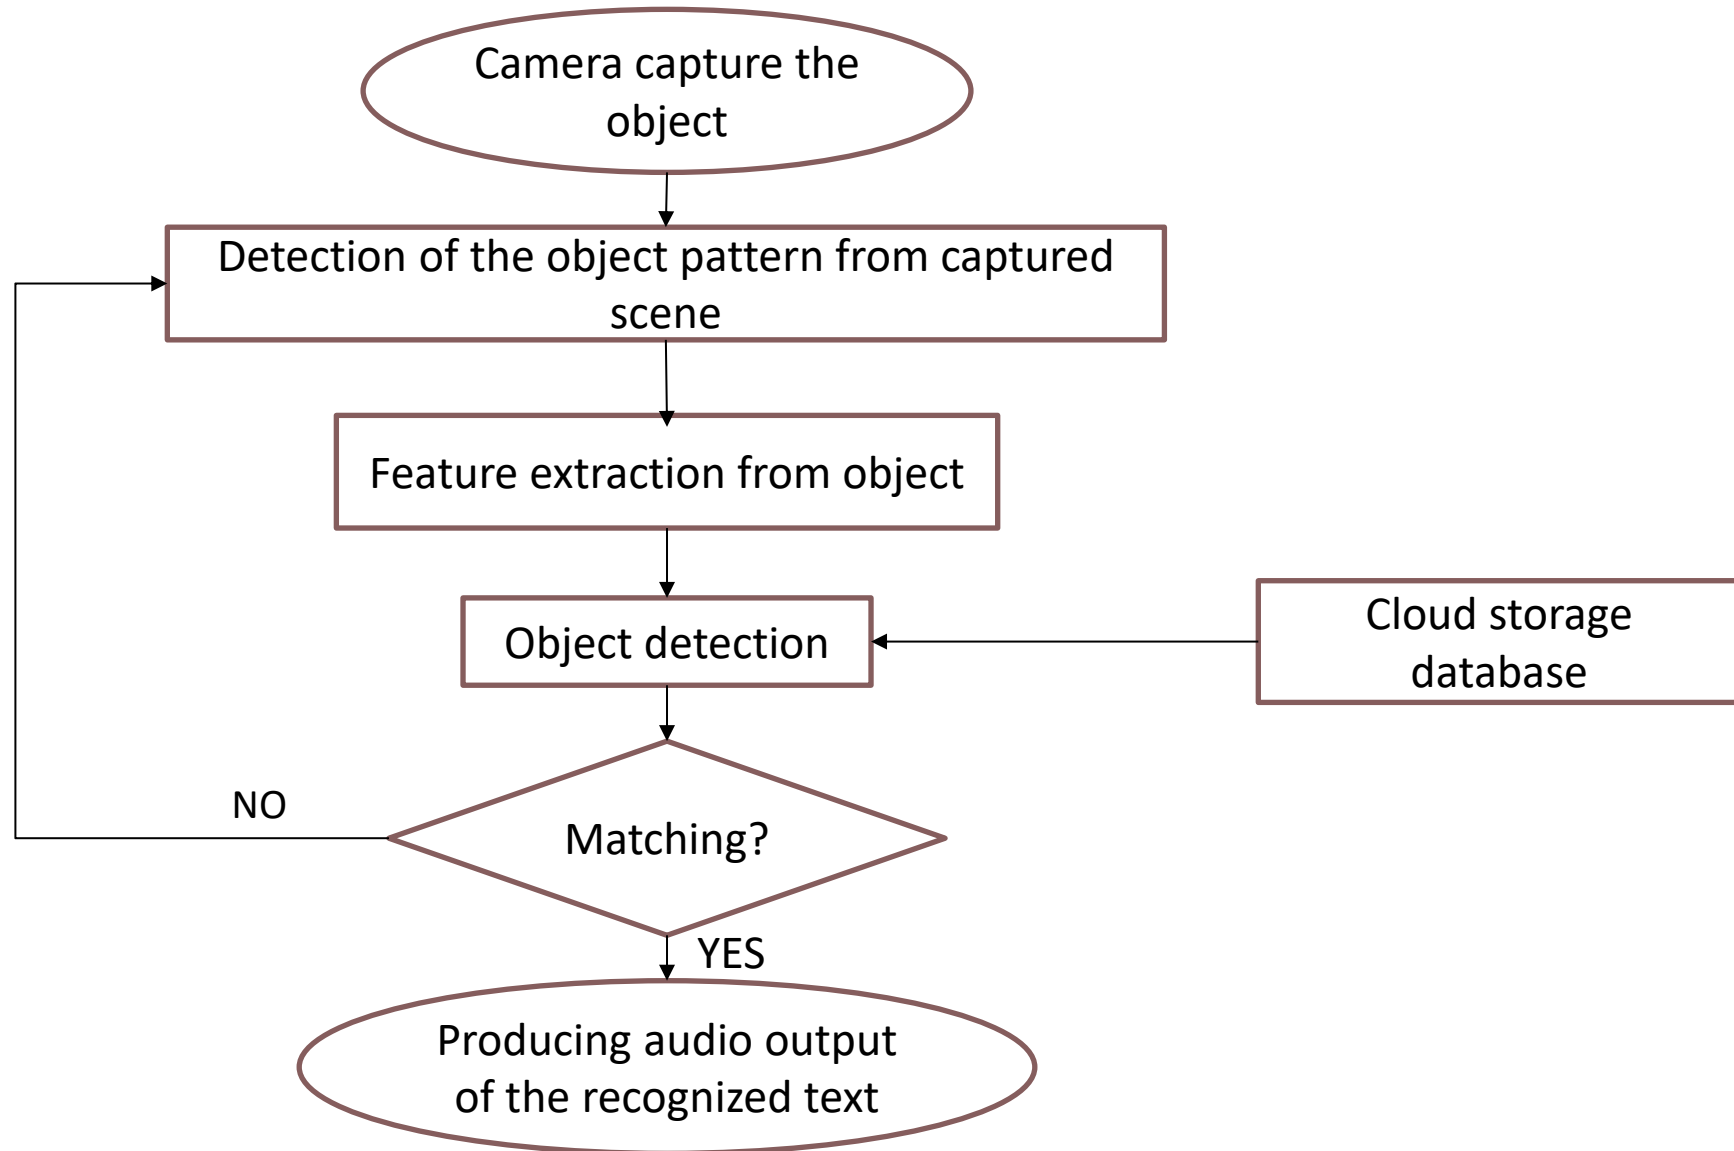 Camera capture the
object
Detection of the object pattern from captured
scene
Feature extraction from object
Object detection
Cloud storage
database
NO
Matching?
YES
Producing audio output
of the recognized text